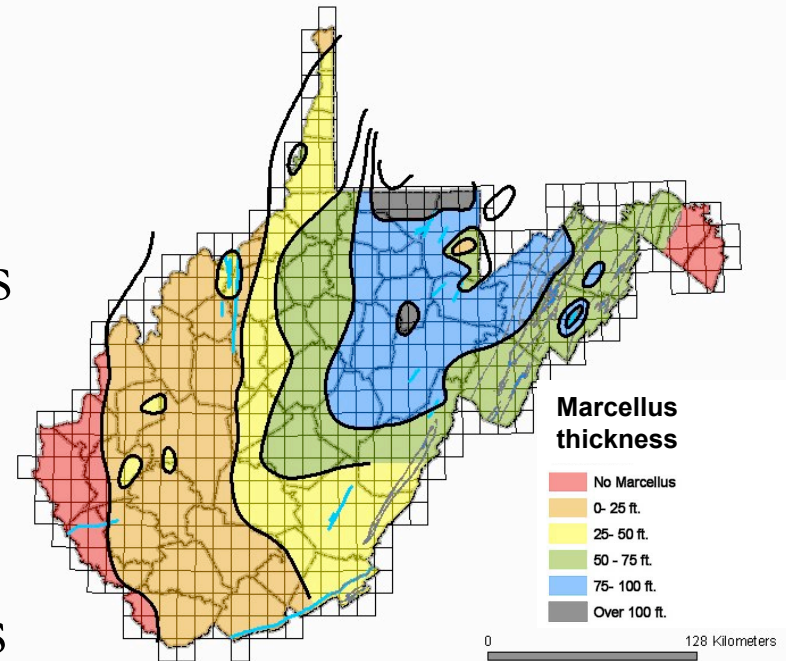 s
s
Marcellus
thickness
No Marcellus
0- 25 ft.
25- 50 ft.
50 - 75 ft.
75- 100 ft.
Over 100 ft.
0 128 Kilometers